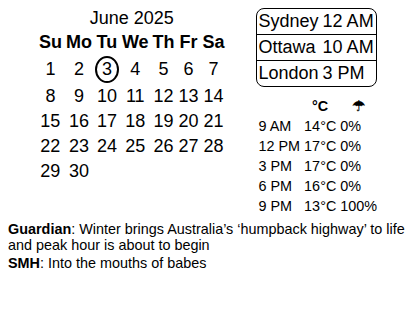 June 2025
Su Mo Tu We Th Fr Sa
1 2 3 4 5 6 7
8 9 10 11 12 13 14
15 16 17 18 19 20 21
22 23 24 25 26 27 28
29 30
Sydney 12 AM
Ottawa 10 AM
London 3 PM
°C ☂
9 AM 14°C 0%
12 PM 17°C 0%
3 PM 17°C 0%
6 PM 16°C 0%
9 PM 13°C 100%
Guardian: Winter brings Australia's ‘humpback highway’ to life
and peak hour is about to begin
SMH: Into the mouths of babes